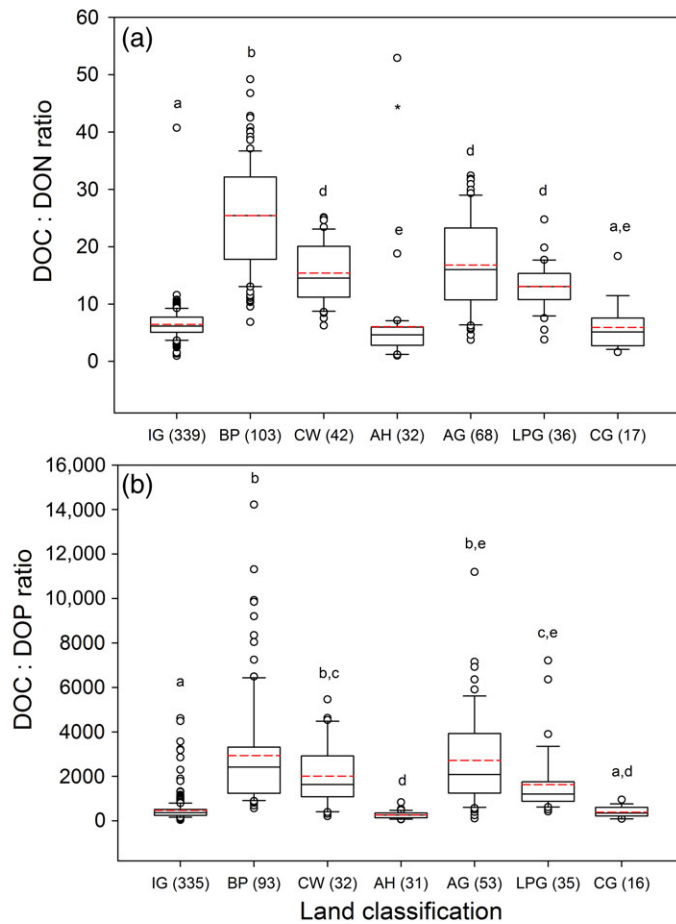 (a)
DOC : DON ratio
60
50
40
30
20
10
0
a
b
d
*
e
d
d
a,e
IG (339) BP (103) CW (42) AH (32) AG (68) LPG (36) CG (17)
(b)
DOC : DOP ratio
16,000
14,000
12,000
10,000
8000
6000
4000
2000
0
a
b
b,c
d
b,e
c,e
a,d
IG (335) BP (93) CW (32) AH (31) AG (53) LPG (35) CG (16)
Land classification